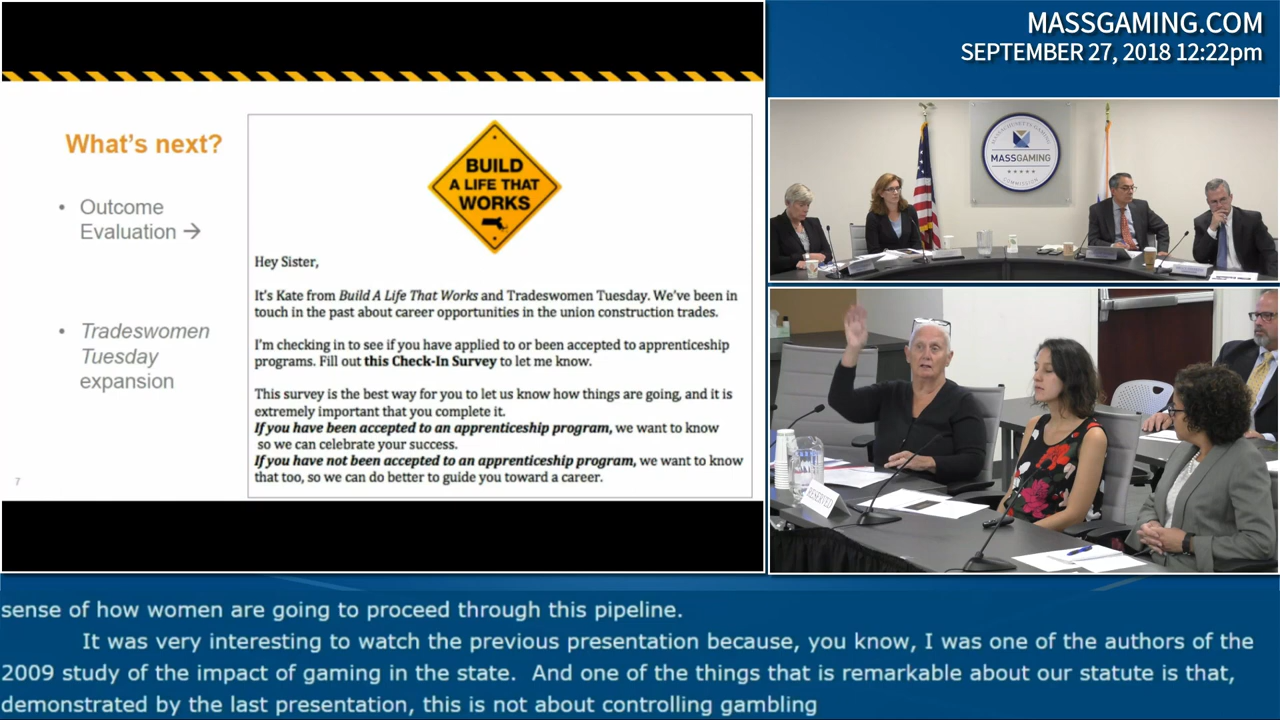 MASSGAMING.COM
SEPTEMBER 27, 2018 12:22pm
What's next?
• Outcome
Evaluation →
• Tradeswomen
Tuesday
expansion
7
BUILD
A LIFE THAT
WORKS
Hey Sister,
It's Kate from Build A Life That Works and Tradeswomen Tuesday. We've been in
touch in the past about career opportunities in the union construction trades.
I'm checking in to see if you have applied to or been accepted to apprenticeship
programs. Fill out this Check-In Survey to let me know.
This survey is the best way for you to let us know how things are going, and it is
extremely important that you complete it.
If you have been accepted to an apprenticeship program, we want to know
so we can celebrate your success.
If you have not been accepted to an apprenticeship program, we want to know
that too, so we can do better to guide you toward a career.
MASSACHUSETTS GAMING
MASSGAMING
COMMISSION
RESERVED
sense of how women are going to proceed through this pipeline.
It was very interesting to watch the previous presentation because, you know, I was one of the authors of the
2009 study of the impact of gaming in the state. And one of the things that is remarkable about our statute is that,
demonstrated by the last presentation, this is not about controlling gambling